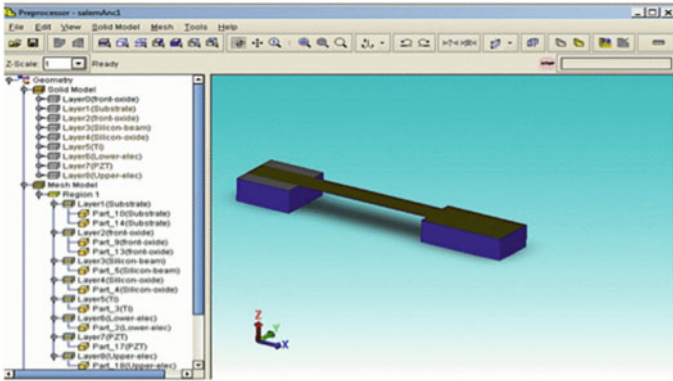 Preprocessor - salemAnc1
File Edit View Solid Model Mesh Tools Help
Z-Scale: 1 Ready
Geometry
Solid Model
Layer0(front-oxide)
Layer1(Substrate)
Layer2(front-oxide)
Layer3(Silicon-beam)
Layer4(Silicon-oxide)
Layer5(Ti)
Layer6(Lower-elec)
Layer7(PZT)
Layer8(Upper-elec)
Mesh Model
Region 1
Layer1(Substrate)
Part_10(Substrate)
Part_14(Substrate)
Layer2(front-oxide)
Part_9(front-oxide)
Part_13(front-oxide)
Layer3(Silicon-beam)
Part_5(Silicon-beam)
Layer4(Silicon-oxide)
Part_4(Silicon-oxide)
Layer5(Ti)
Part_3(Ti)
Layer6(Lower-elec)
Part_2(Lower-elec)
Layer7(PZT)
Part_17(PZT)
Layer8(Upper-elec)
Part_18(Upper-elec)
Z
Y
X